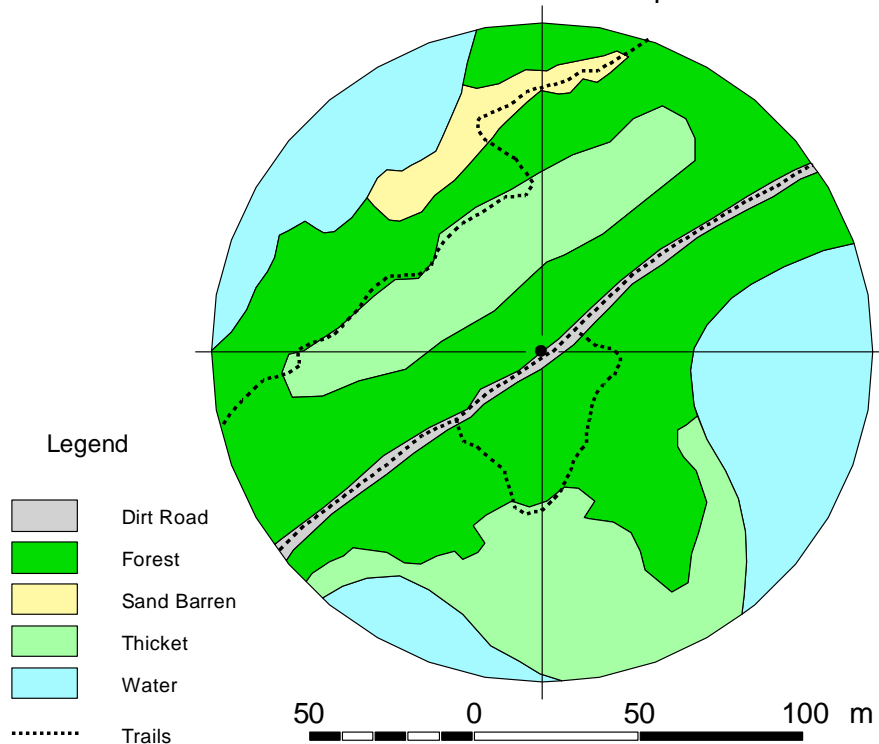 Legend
Dirt Road
Forest
Sand Barren
Thicket
Water
Trails
50 0 50 100 m